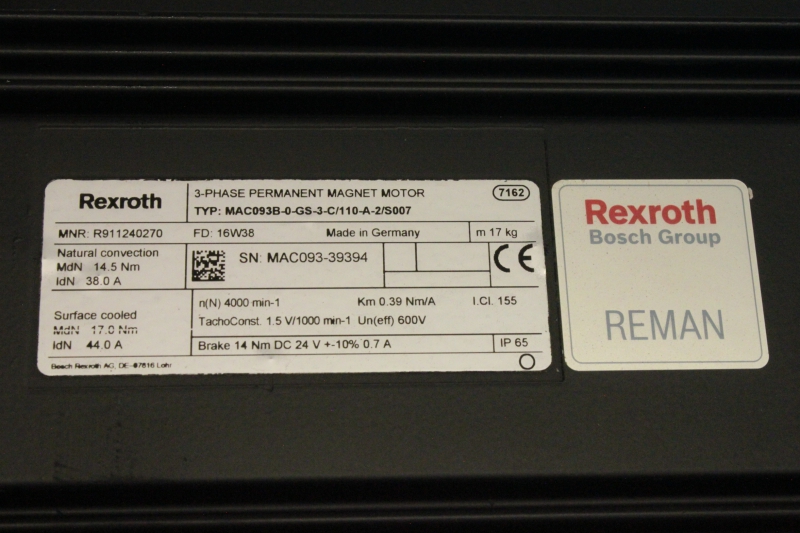 Rexroth
3-PHASE PERMANENT MAGNET MOTOR
7162
TYP: MAC093B-0-GS-3-C/110-A-2/S007
MNR: R911240270
FD: 16W38
Made in Germany
m 17 kg
Natural convection
MdN 14.5 Nm
IdN 38.0 A
SN: MAC093-39394
CE
Surface cooled
MdN 17.0 Nm
IdN 44.0 A
n(N) 4000 min-1
Km 0.39 Nm/A
I.Cl. 155
TachoConst. 1.5 V/1000 min-1 Un(eff) 600V
Brake 14 Nm DC 24 V +-10% 0.7 A
IP 65
Bosch Rexroth AG, DE-97816 Lohr
Rexroth
Bosch Group
REMAN